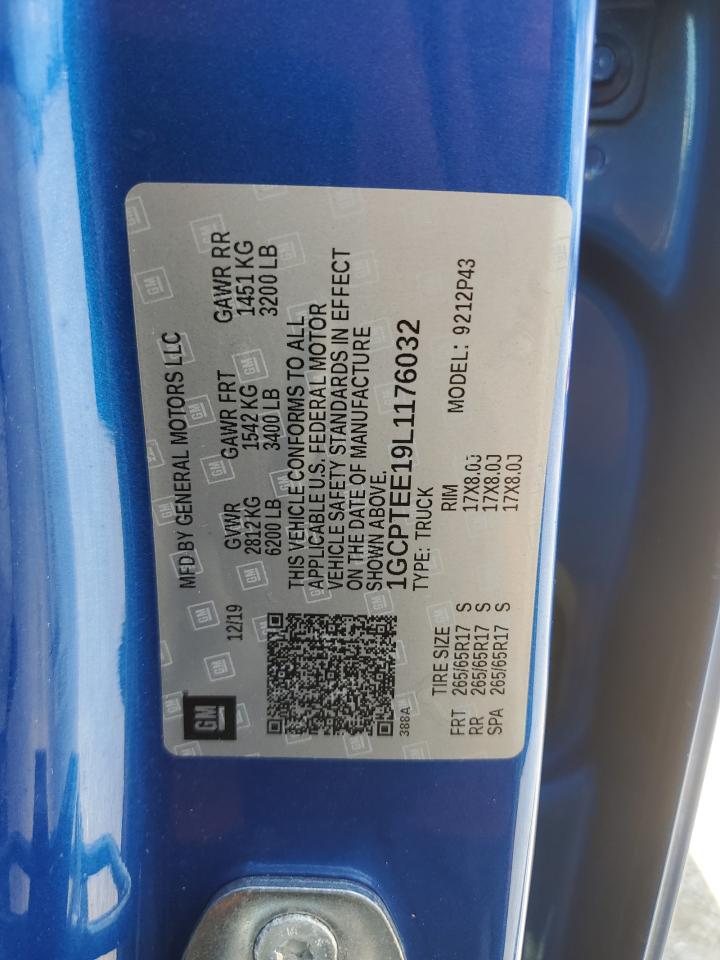 GM
MFD BY GENERAL MOTORS LLC
12/19 GVWR GAWR FRT GAWR RR
2812 KG 1542 KG 1451 KG
6200 LB 3400 LB 3200 LB
THIS VEHICLE CONFORMS TO ALL
APPLICABLE U.S. FEDERAL MOTOR
VEHICLE SAFETY STANDARDS IN EFFECT
ON THE DATE OF MANUFACTURE
SHOWN ABOVE.
1GCPTEE19L1176032
388A TYPE: TRUCK
TIRE SIZE RIM MODEL: 9212P43
FRT 265/65R17 S 17X8.0J
RR 265/65R17 S 17X8.0J
SPA 265/65R17 S 17X8.0J